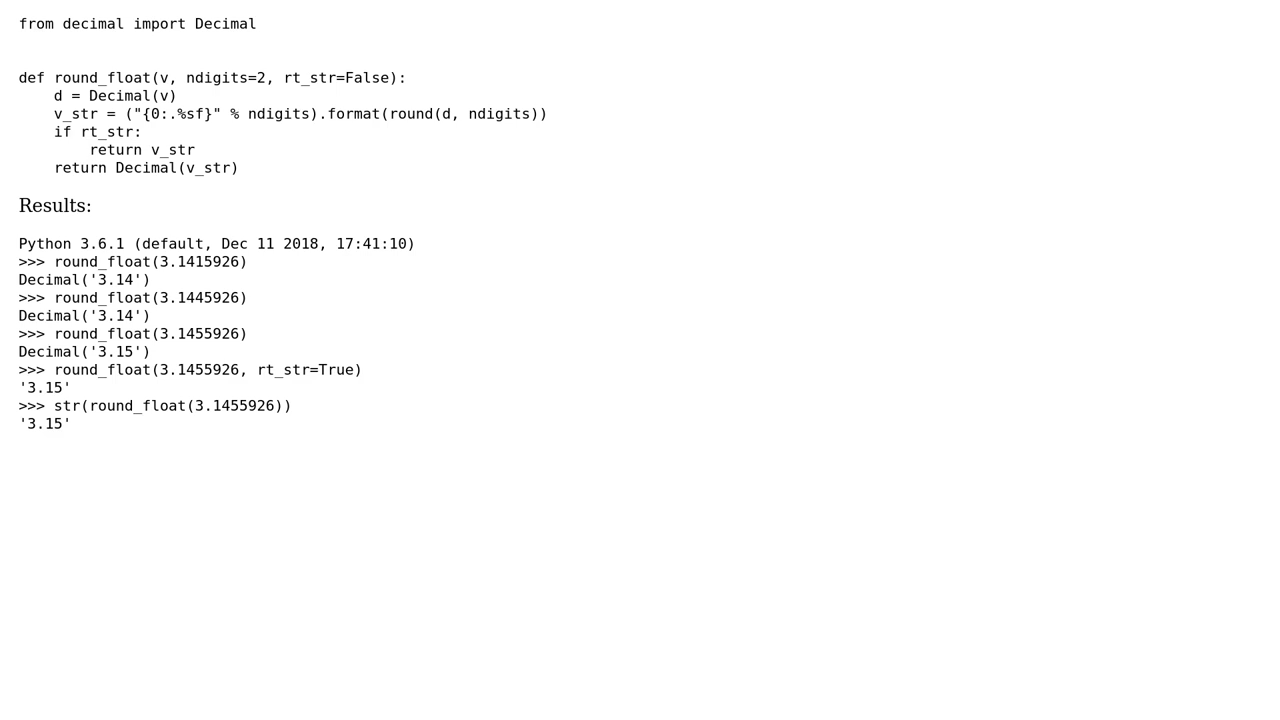 from decimal import Decimal
def round_float(v, ndigits=2, rt_str=False):
    d = Decimal(v)
    v_str = ("{0:.%sf}" % ndigits).format(round(d, ndigits))
    if rt_str:
        return v_str
    return Decimal(v_str)
Results:
Python 3.6.1 (default, Dec 11 2018, 17:41:10)
>>> round_float(3.1415926)
Decimal('3.14')
>>> round_float(3.1445926)
Decimal('3.14')
>>> round_float(3.1455926)
Decimal('3.15')
>>> round_float(3.1455926, rt_str=True)
'3.15'
>>> str(round_float(3.1455926))
'3.15'